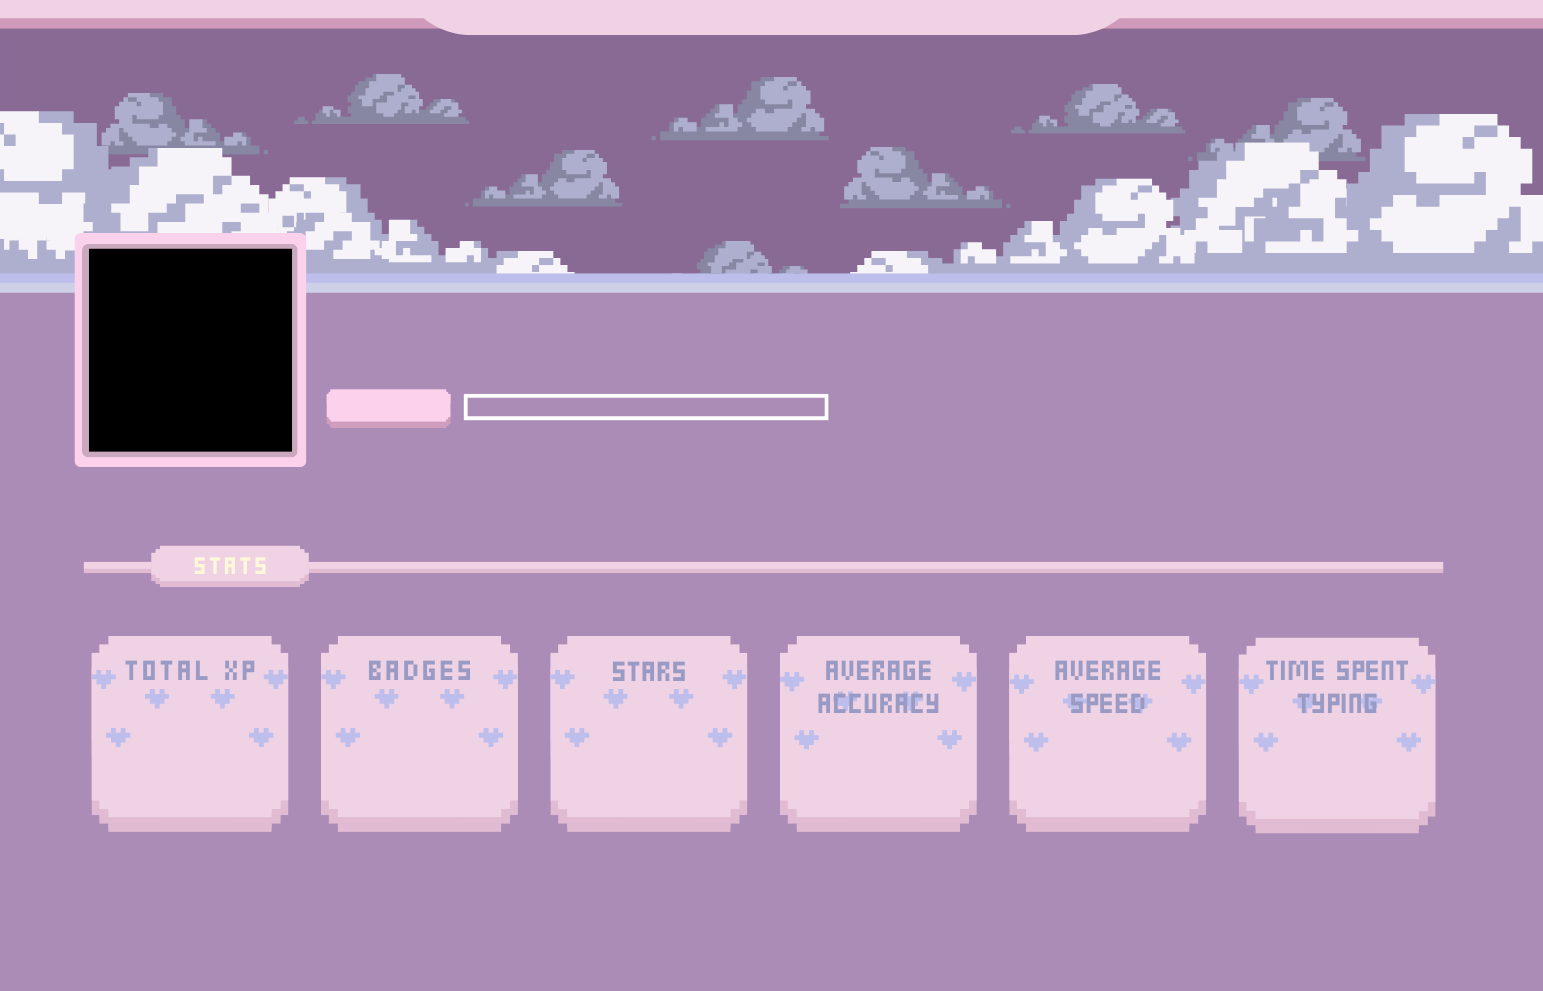 STATS
TOTAL XP
BADGES
STARS
AVERAGE
ACCURACY
AVERAGE
SPEED
TIME SPENT
TYPING